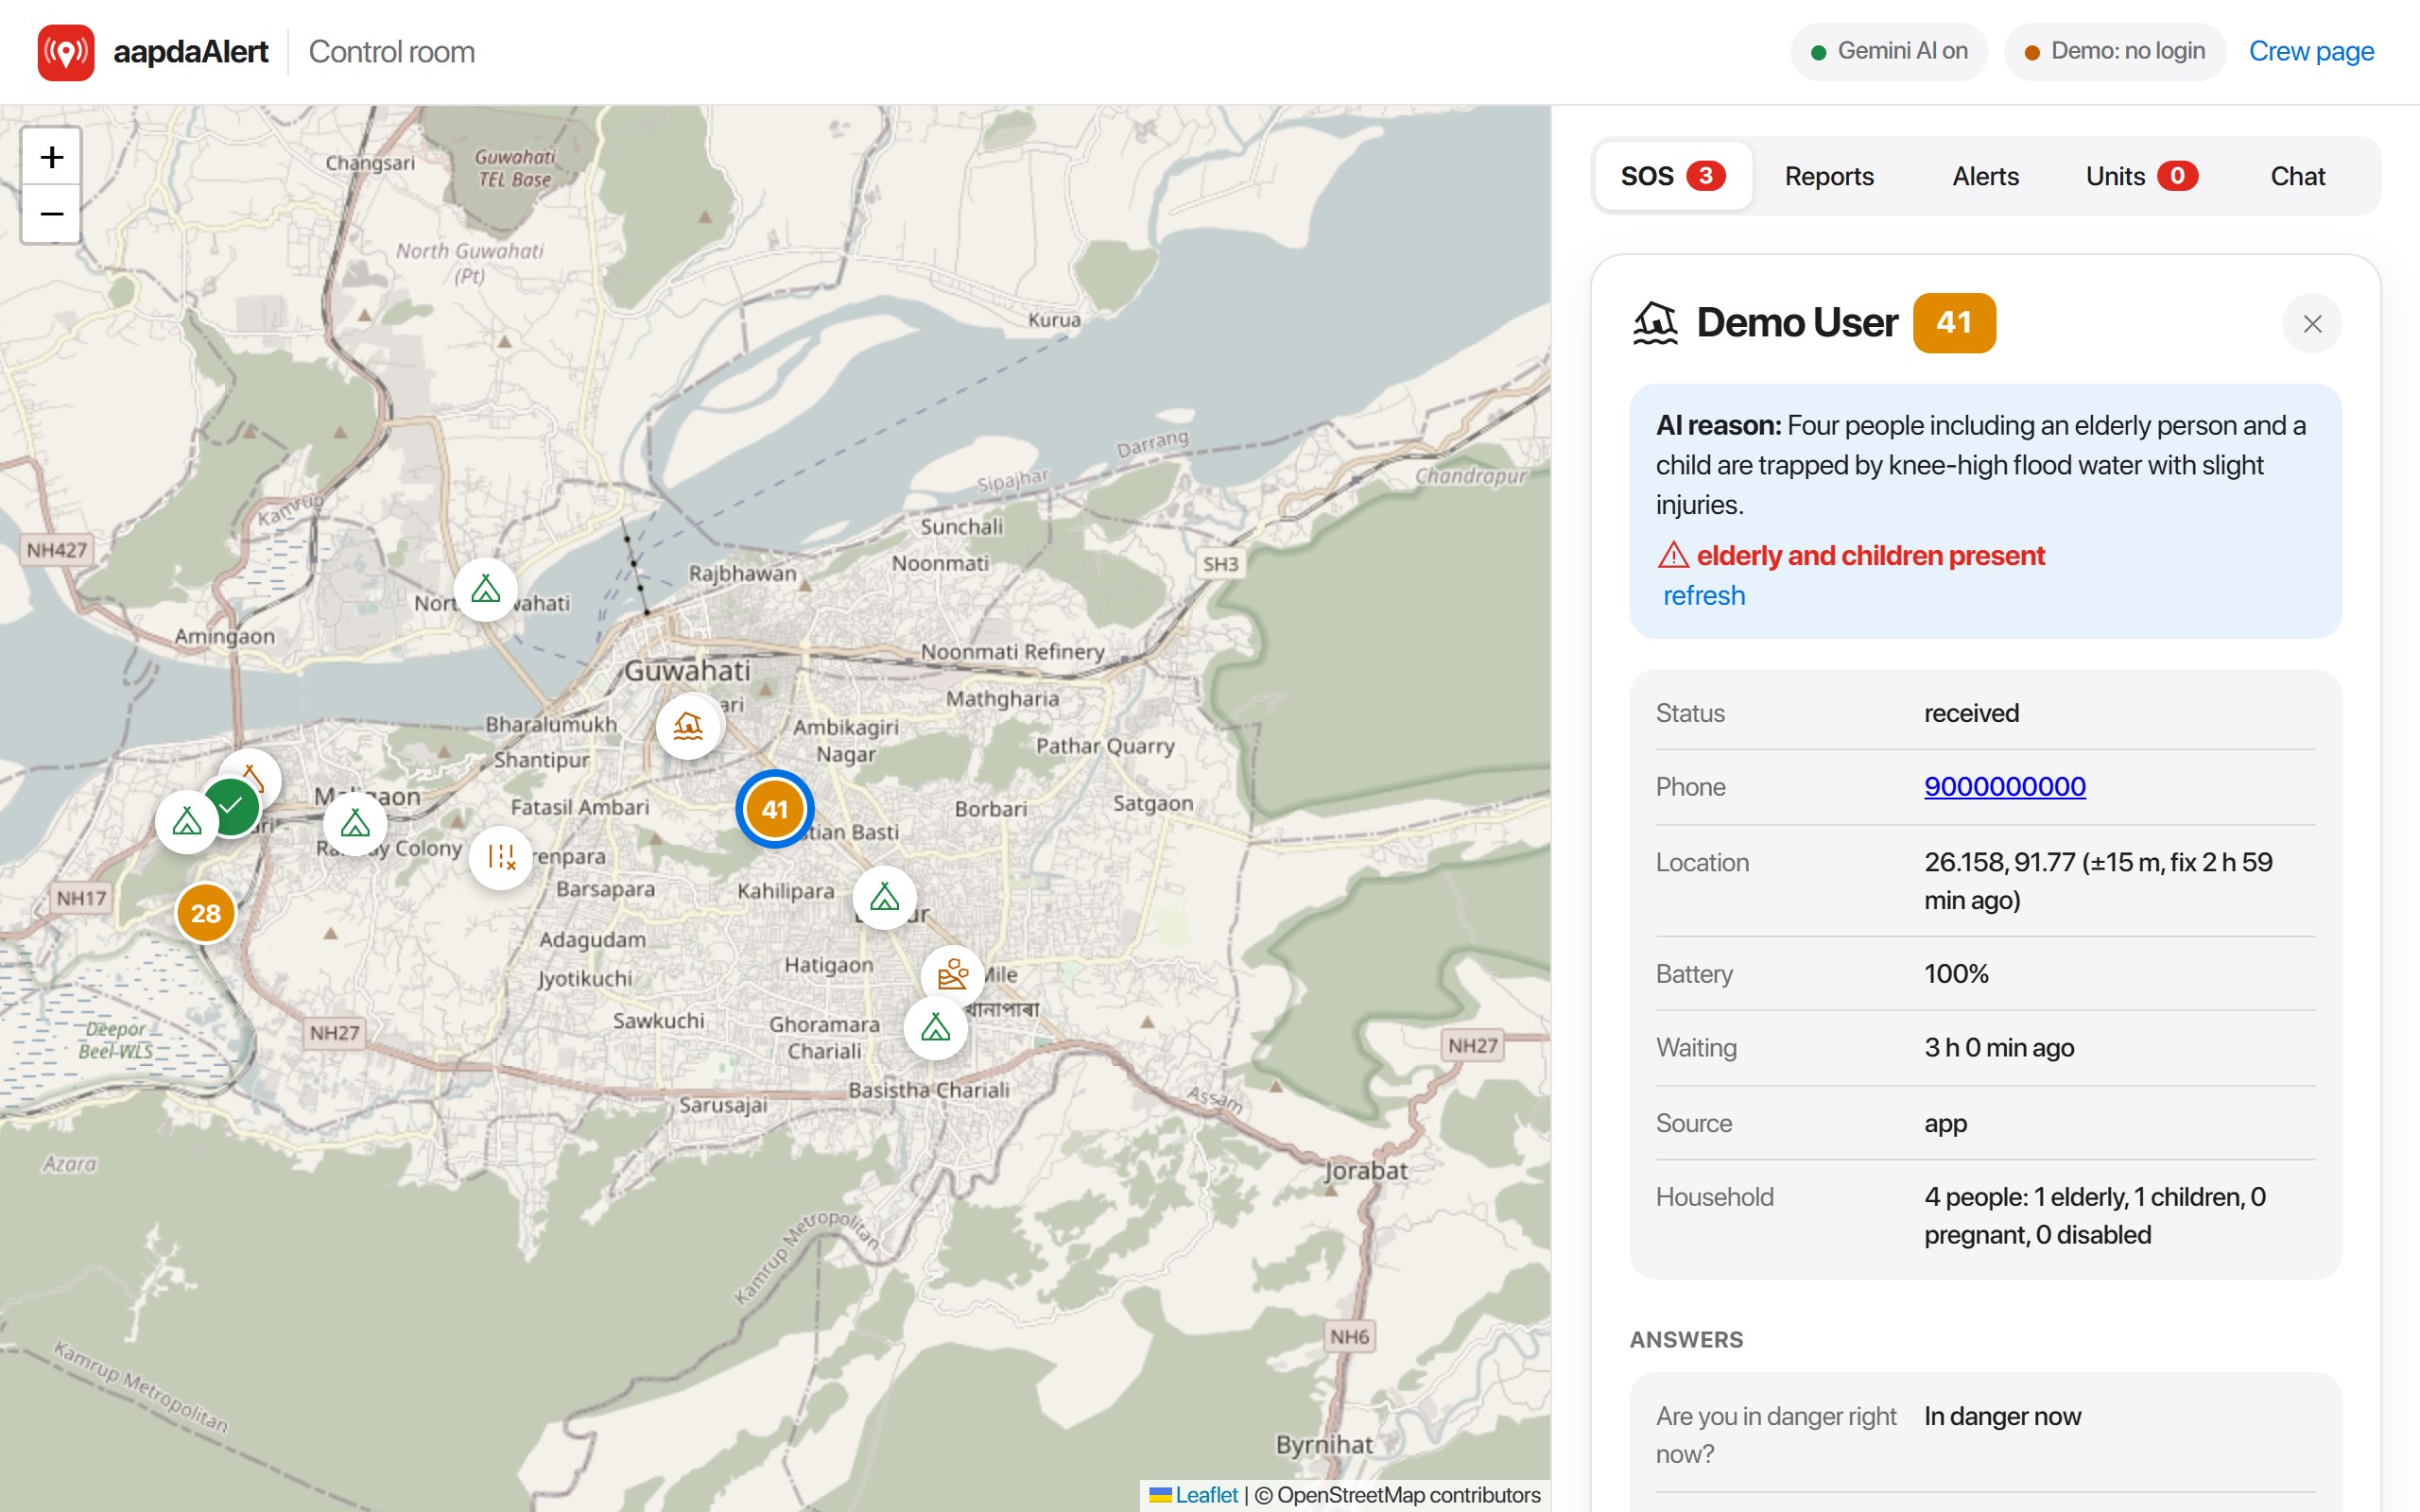 aapdaAlert
Control room
Gemini AI on
Demo: no login
Crew page
+
−
Changsari
Guwahati
TEL Base
North Guwahati
(Pt)
Kurua
Darrang
Sipajhar
Chandrapur
Kamrup
NH427
Sunchali
Noonmati
SH3
Rajbhawan
Amingaon
Guwahati
Noonmati Refinery
Mathgharia
Bharalumukh
Ambikagiri
Nagar
Pathar Quarry
Shantipur
Fatasil Ambari
41
Borbari
Satgaon
Kahilipara
Barsapara
NH17
28
Adagudam
Hatigaon
Jyotikuchi
Sawkuchi
Ghoramara
Chariali
Deepor
Beel WLS
NH27
NH27
Basistha Chariali
Sarusajai
Assam
Azara
Jorabat
Kamrup Metropolitan
NH6
Kamrup Metropolitan
Byrnihat
Leaflet | © OpenStreetMap contributors
SOS 3
Reports
Alerts
Units 0
Chat
Demo User 41
AI reason: Four people including an elderly person and a
child are trapped by knee-high flood water with slight
injuries.
elderly and children present
refresh
Status received
Phone 9000000000
Location 26.158, 91.77 (±15 m, fix 2 h 59
min ago)
Battery 100%
Waiting 3 h 0 min ago
Source app
Household 4 people: 1 elderly, 1 children, 0
pregnant, 0 disabled
ANSWERS
Are you in danger right In danger now
now?